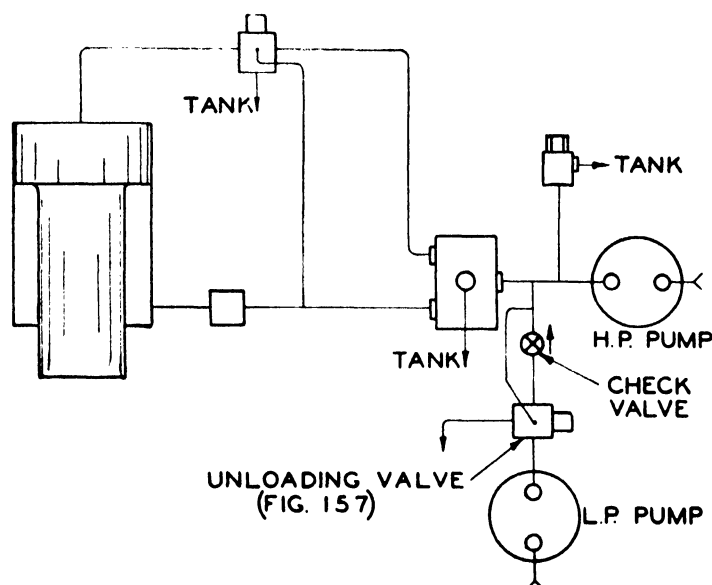 TANK
TANK
H.P. PUMP
TANK
CHECK
VALVE
UNLOADING VALVE
(FIG. 157)
L.P. PUMP